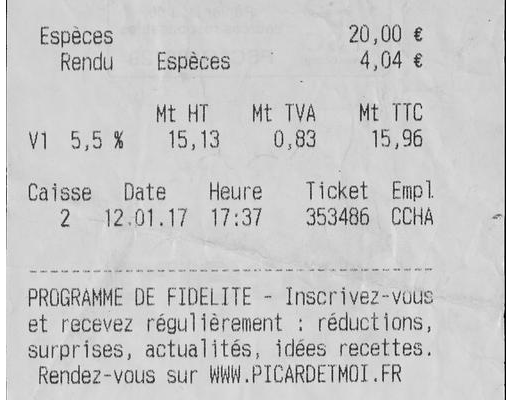 Espèces 20,00 €
Rendu Espèces 4,04 €
Mt HT Mt TVA Mt TTC
V1 5,5 % 15,13 0,83 15,96
Caisse Date Heure Ticket Empl
2 12.01.17 17:37 353486 CCHA
--------------------------------
PROGRAMME DE FIDELITE - Inscrivez-vous
et recevez régulièrement : réductions,
surprises, actualités, idées recettes.
Rendez-vous sur WWW.PICARDETMOI.FR